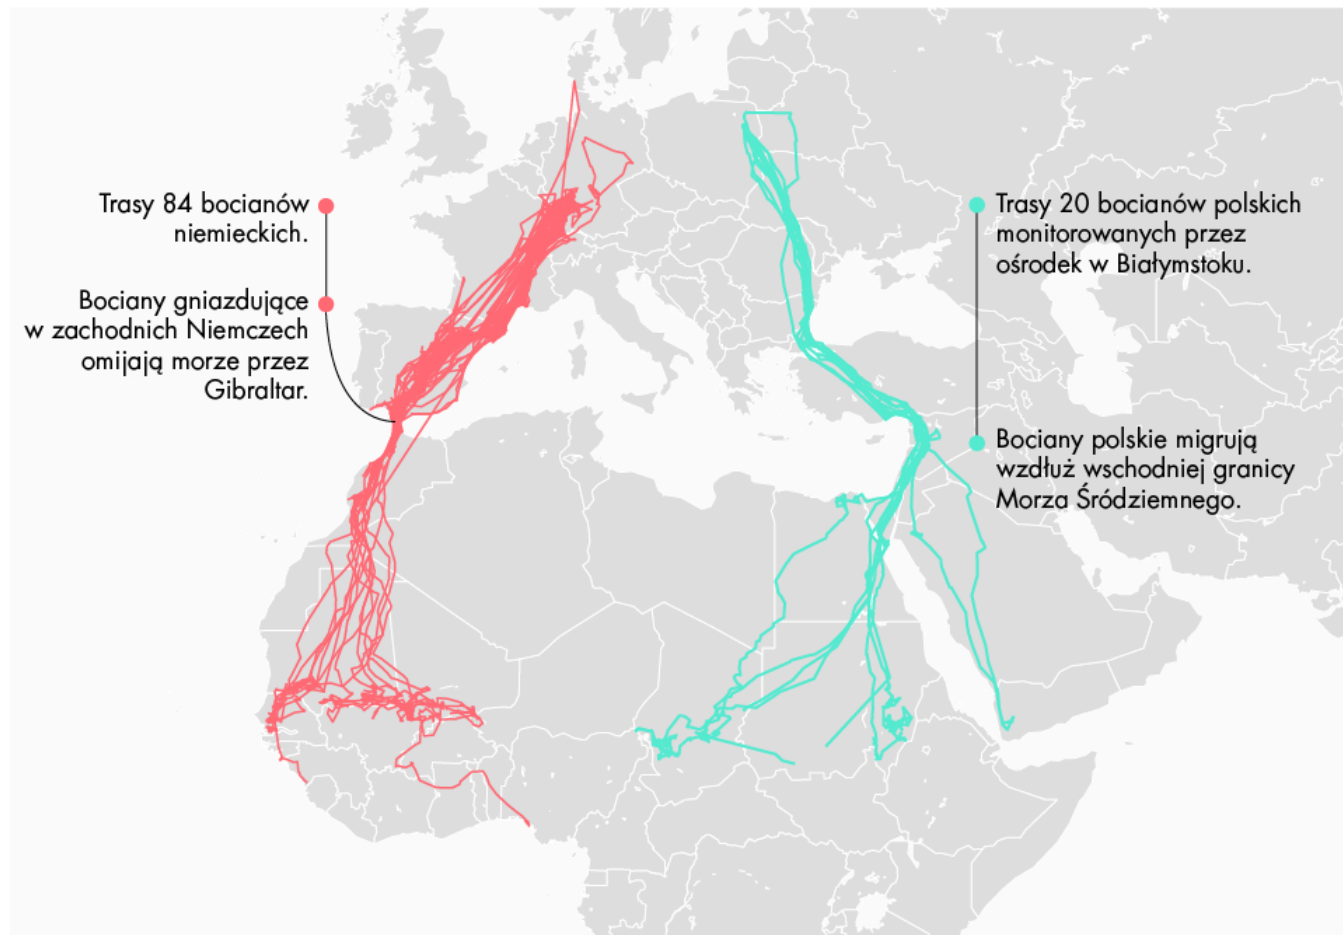 Trasy 84 bocianów
niemieckich.
Bociany gniazdujące
w zachodnich Niemczech
omijają morze przez
Gibraltar.
Trasy 20 bocianów polskich
monitorowanych przez
ośrodek w Białymstoku.
Bociany polskie migrują
wzdłuż wschodniej granicy
Morza Śródziemnego.